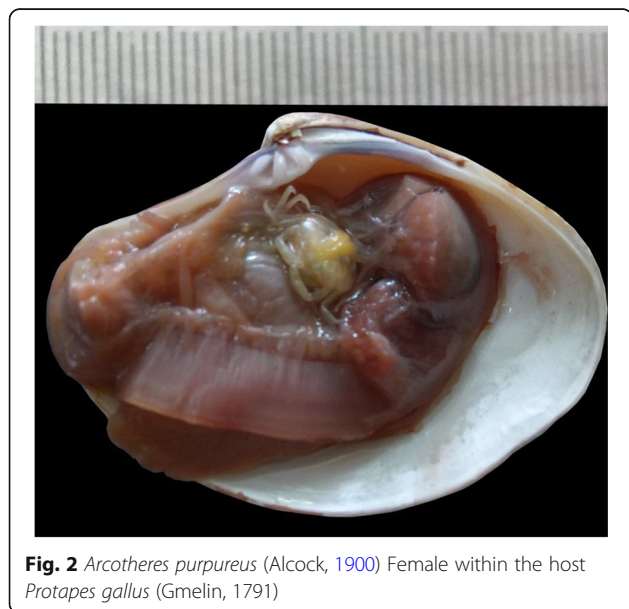 Fig. 2 Arcotheres purpureus (Alcock, 1900) Female within the host
Protapes gallus (Gmelin, 1791)